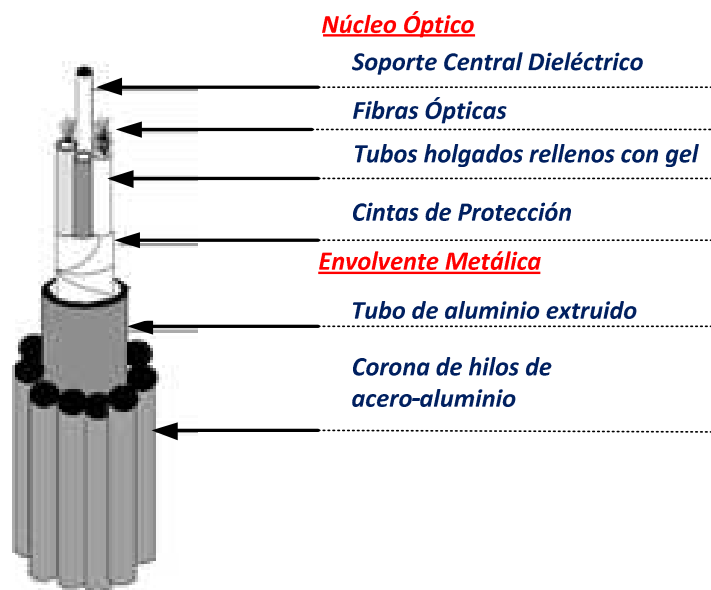 Núcleo Óptico
Soporte Central Dieléctrico
Fibras Ópticas
Tubos holgados rellenos con gel
Cintas de Protección
Envolvente Metálica
Tubo de aluminio extruido
Corona de hilos de
acero-aluminio